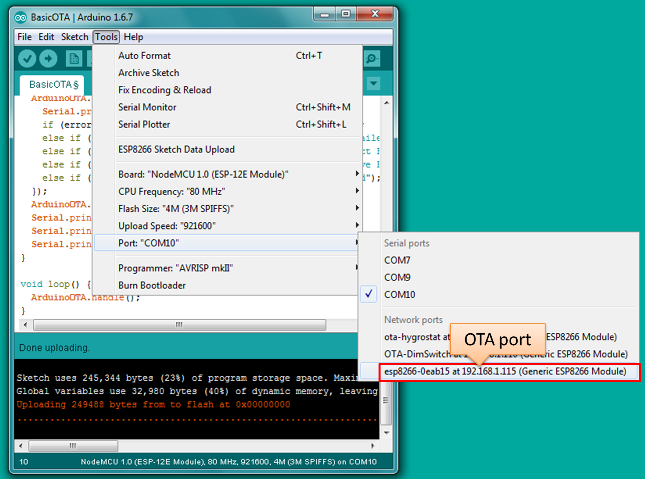 BasicOTA | Arduino 1.6.7
File Edit Sketch Tools Help
BasicOTA §
Auto Format Ctrl+T
Archive Sketch
Fix Encoding & Reload
Serial Monitor Ctrl+Shift+M
Serial Plotter Ctrl+Shift+L
ESP8266 Sketch Data Upload
Board: "NodeMCU 1.0 (ESP-12E Module)"
CPU Frequency: "80 MHz"
Flash Size: "4M (3M SPIFFS)"
Upload Speed: "921600"
Port: "COM10"
Programmer: "AVRISP mkII"
Burn Bootloader
Serial ports
COM7
COM9
COM10
Network ports
ota-hygrostat at
ESP8266 Module)
OTA-DimSwitch at
(Generic ESP8266 Module)
esp8266-0eab15 at 192.168.1.115 (Generic ESP8266 Module)
OTA port
ArduinoOTA.
Serial.pr
if (error
else if (
else if (
else if (
else if (
});
ArduinoOTA.
Serial.prin
Serial.prin
Serial.prin
}
void loop() {
ArduinoOTA.handle();
}
Done uploading.
Sketch uses 245,344 bytes (23%) of program storage space.
Global variables use 32,980 bytes (40%) of dynamic memory, leaving
Uploading 249488 bytes from to flash at 0x00000000
10 NodeMCU 1.0 (ESP-12E Module), 80 MHz, 921600, 4M (3M SPIFFS) on COM10